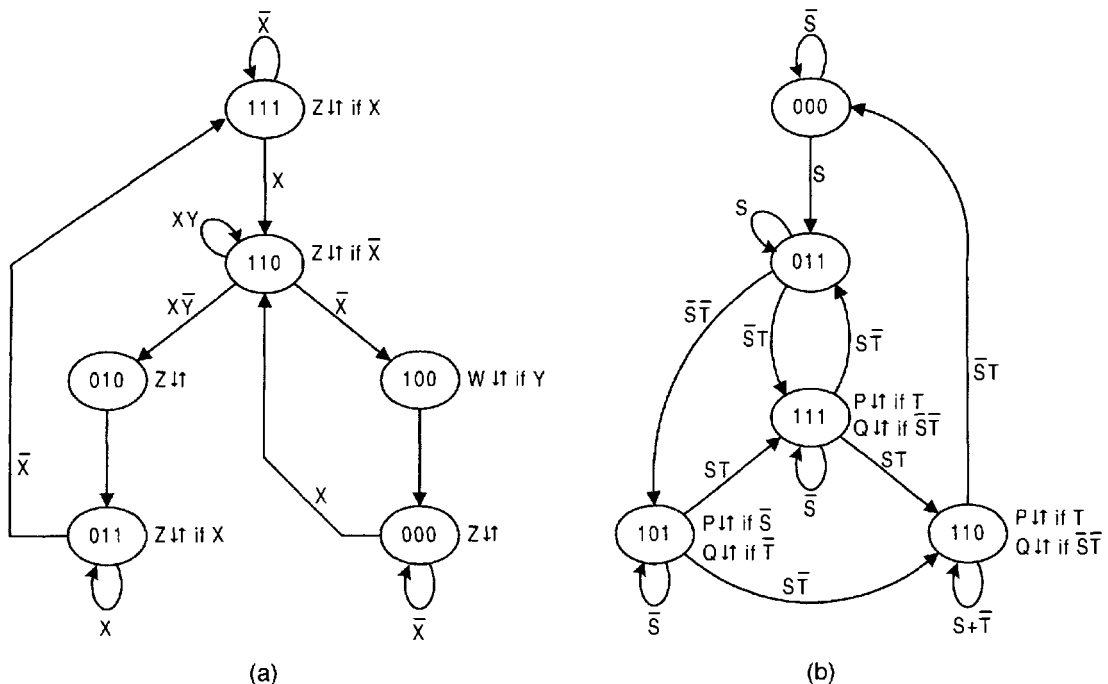 X̄
111 Z↓↑ if X
X
XY
110 Z↓↑ if X̄
XȲ
X̄
010 Z↓↑
100 W↓↑ if Y
X̄
X
011 Z↓↑ if X
000 Z↓↑
X
X̄
(a)
S̄
000
S
S
011
S̄T̄
S̄T
ST̄
S̄T
111
P↓↑ if T
Q↓↑ if S̄T̄
ST
ST
S̄
101
P↓↑ if S̄
Q↓↑ if T̄
110
P↓↑ if T
Q↓↑ if S̄T̄
ST̄
S̄
S+T̄
(b)